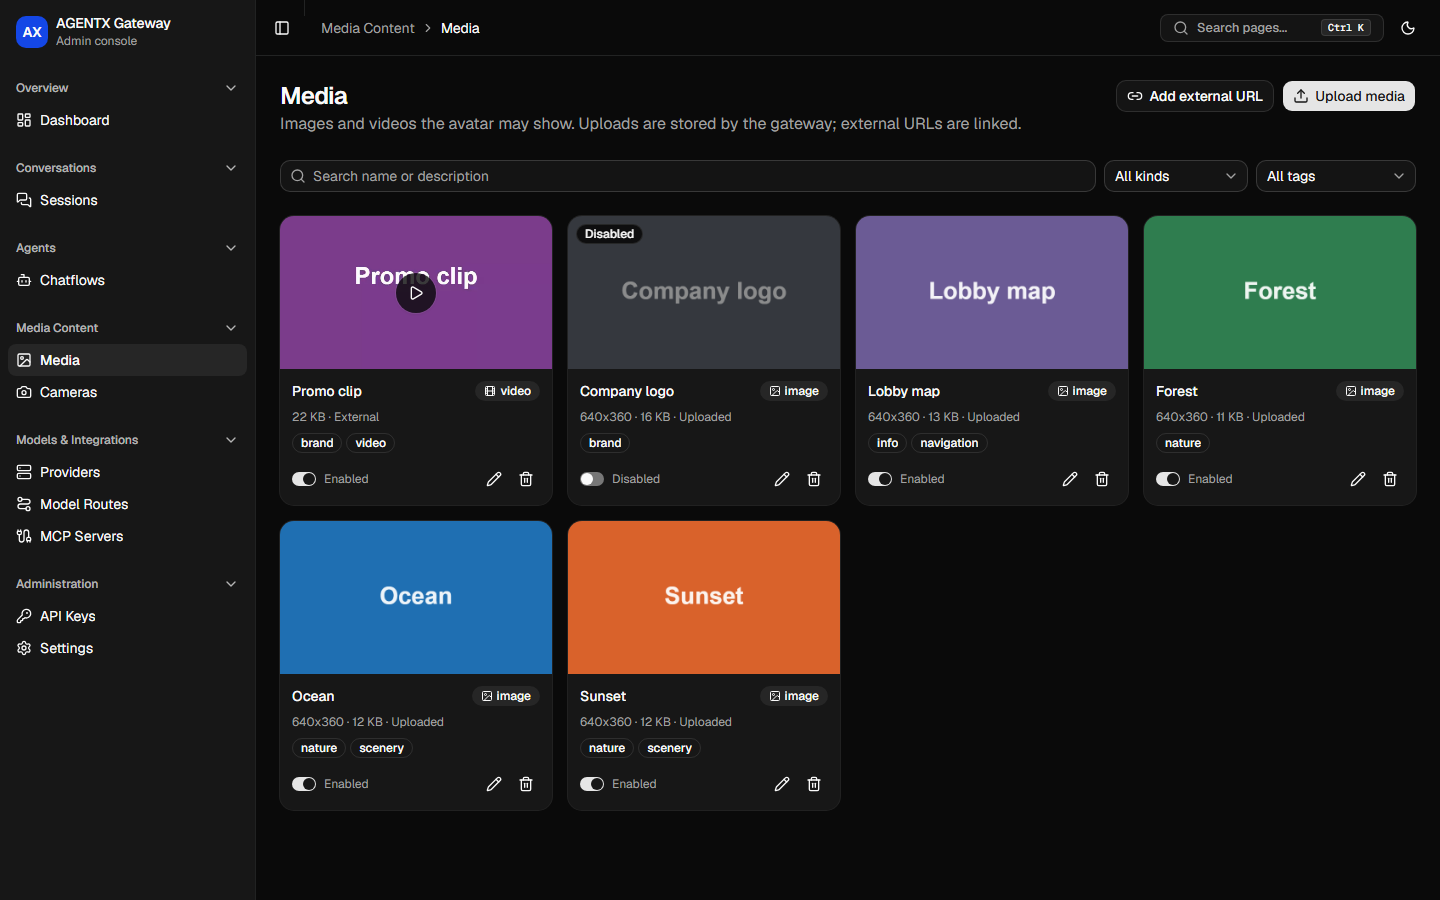 AX
AGENTX Gateway
Admin console
Overview
Dashboard
Conversations
Sessions
Agents
Chatflows
Media Content
Media
Cameras
Models & Integrations
Providers
Model Routes
MCP Servers
Administration
API Keys
Settings
Media Content > Media
Search pages... Ctrl K
Media
Images and videos the avatar may show. Uploads are stored by the gateway; external URLs are linked.
Add external URL
Upload media
Search name or description
All kinds
All tags
Promo clip
Promo clip
video
22 KB · External
brand video
Enabled
Disabled
Company logo
Company logo
image
640x360 · 16 KB · Uploaded
brand
Disabled
Lobby map
Lobby map
image
640x360 · 13 KB · Uploaded
info navigation
Enabled
Forest
Forest
image
640x360 · 11 KB · Uploaded
nature
Enabled
Ocean
Ocean
image
640x360 · 12 KB · Uploaded
nature scenery
Enabled
Sunset
Sunset
image
640x360 · 12 KB · Uploaded
nature scenery
Enabled